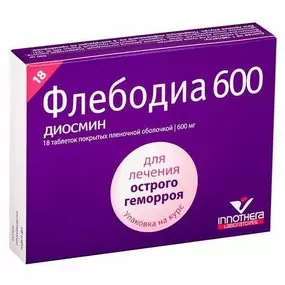 18
Флебодиа 600
ДИОСМИН
18 таблеток покрытых пленочной оболочкой | 600 мг
для
лечения
острого
геморроя
упаковка на курс
INNOTHERA
LABORATOIRES